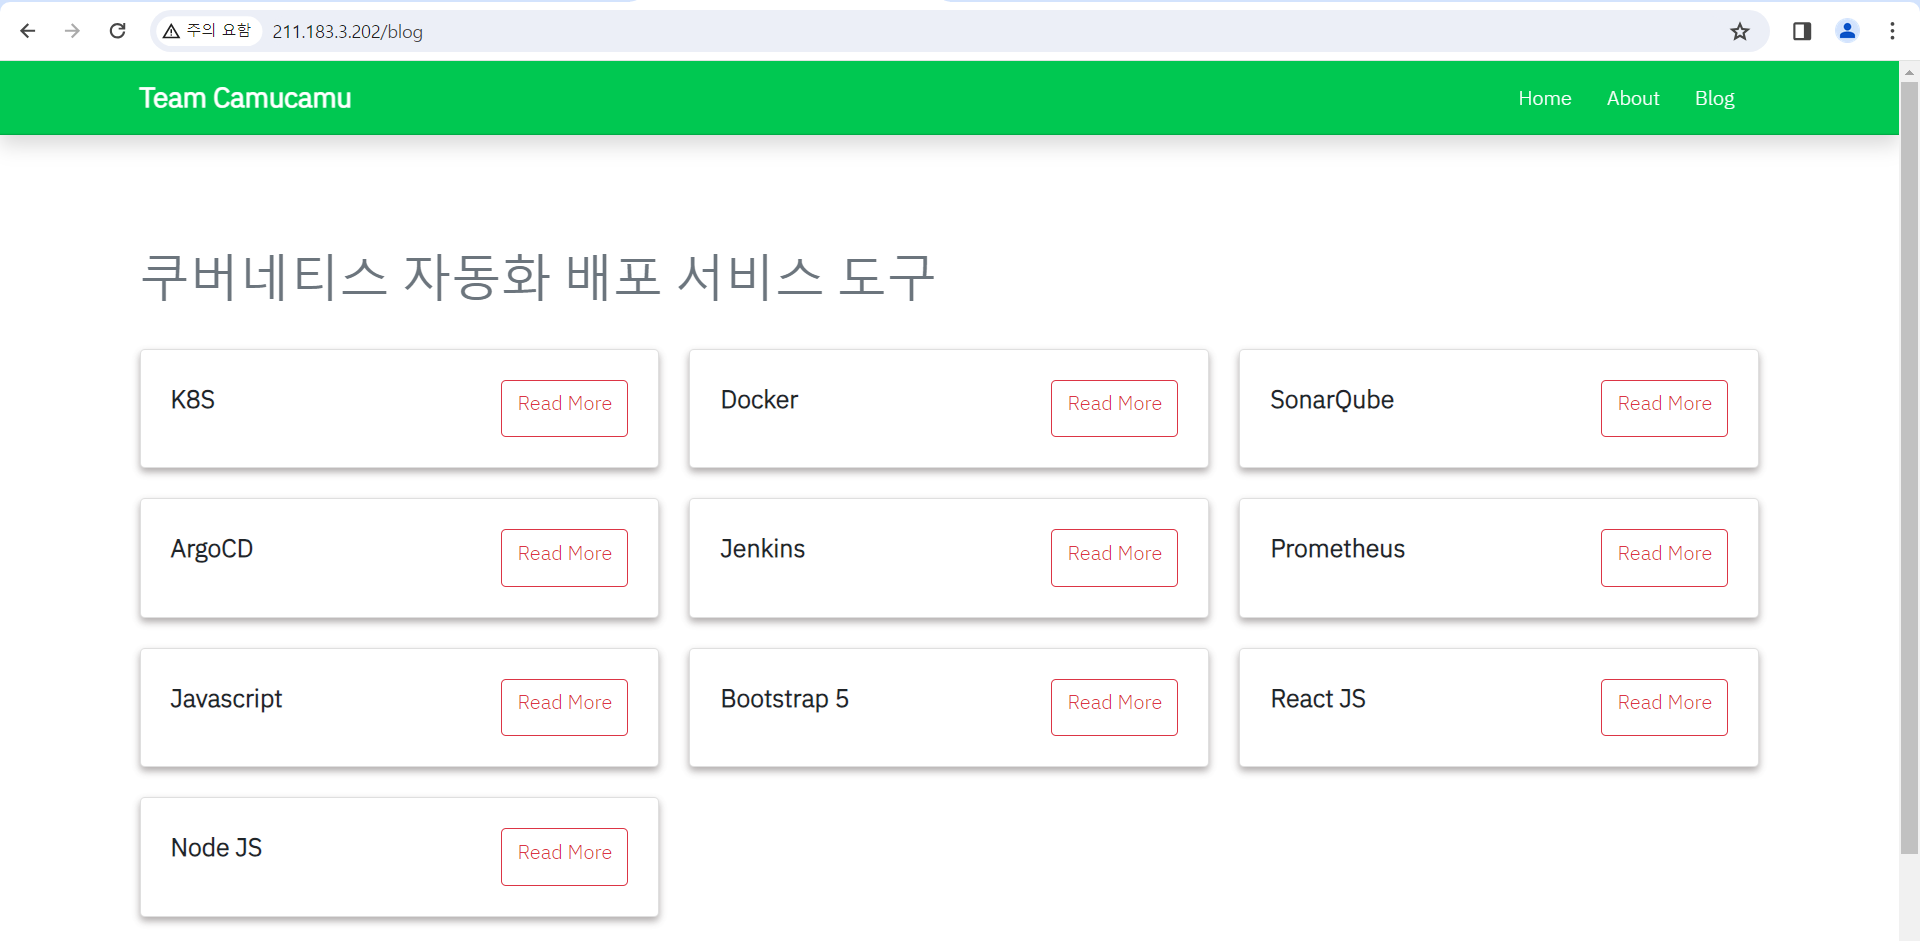 주의 요함 211.183.3.202/blog
Team Camucamu Home About Blog
쿠버네티스 자동화 배포 서비스 도구
K8S Read More Docker Read More SonarQube Read More
ArgoCD Read More Jenkins Read More Prometheus Read More
Javascript Read More Bootstrap 5 Read More React JS Read More
Node JS Read More